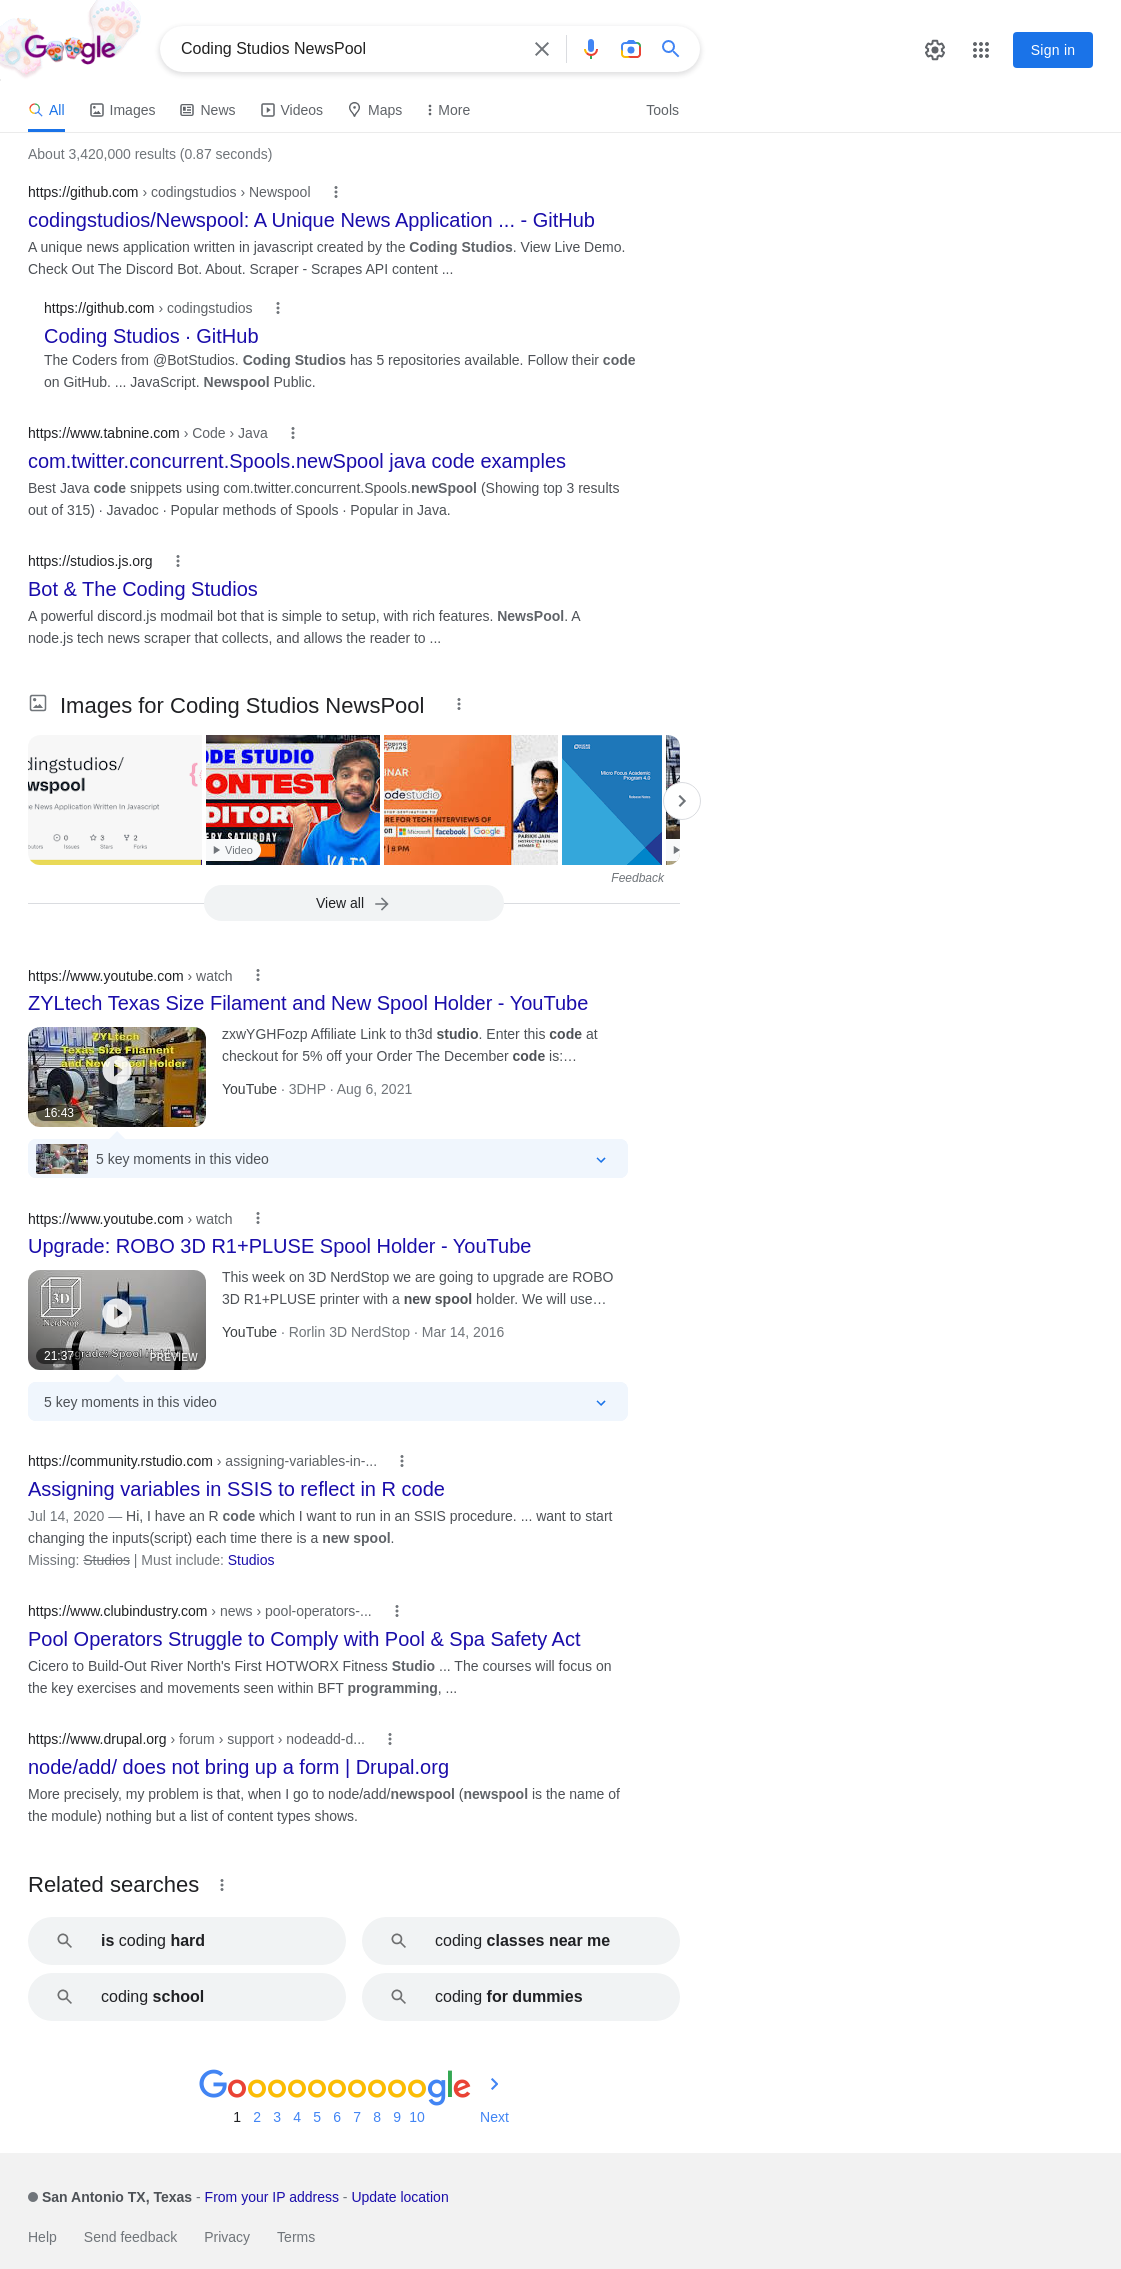 Google
Coding Studios NewsPool
Sign in
All Images News Videos Maps More Tools
About 3,420,000 results (0.87 seconds)
https://github.com › codingstudios › Newspool
codingstudios/Newspool: A Unique News Application ... - GitHub
A unique news application written in javascript created by the Coding Studios. View Live Demo.
Check Out The Discord Bot. About. Scraper - Scrapes API content ...
https://github.com › codingstudios
Coding Studios · GitHub
The Coders from @BotStudios. Coding Studios has 5 repositories available. Follow their code
on GitHub. ... JavaScript. Newspool Public.
https://www.tabnine.com › Code › Java
com.twitter.concurrent.Spools.newSpool java code examples
Best Java code snippets using com.twitter.concurrent.Spools.newSpool (Showing top 3 results
out of 315) · Javadoc · Popular methods of Spools · Popular in Java.
https://studios.js.org
Bot & The Coding Studios
A powerful discord.js modmail bot that is simple to setup, with rich features. NewsPool. A
node.js tech news scraper that collects, and allows the reader to ...
Images for Coding Studios NewsPool
dingstudios/
wspool
e News Application Written In Javascript
0 3 2
Issues Stars Forks
ODE STUDIO
ONTEST
DITORIAL
ERY SATURDAY
Video
CODING
INAR
odestudio
RE FOR TECH INTERVIEWS OF
on Microsoft facebook Google
| 8 PM
PARIKH JAIN
Micro Focus Academic
Program 4.0
Release Notes
Feedback
View all
https://www.youtube.com › watch
ZYLtech Texas Size Filament and New Spool Holder - YouTube
ZYLtech
Texas Size Filament
and New Spool Holder
16:43
zxwYGHFozp Affiliate Link to th3d studio. Enter this code at
checkout for 5% off your Order The December code is:…
YouTube · 3DHP · Aug 6, 2021
5 key moments in this video
https://www.youtube.com › watch
Upgrade: ROBO 3D R1+PLUSE Spool Holder - YouTube
3D
NerdStop
grade: Spool Holder
21:37
PREVIEW
This week on 3D NerdStop we are going to upgrade are ROBO
3D R1+PLUSE printer with a new spool holder. We will use…
YouTube · Rorlin 3D NerdStop · Mar 14, 2016
5 key moments in this video
https://community.rstudio.com › assigning-variables-in-...
Assigning variables in SSIS to reflect in R code
Jul 14, 2020 — Hi, I have an R code which I want to run in an SSIS procedure. ... want to start
changing the inputs(script) each time there is a new spool.
Missing: Studios | Must include: Studios
https://www.clubindustry.com › news › pool-operators-...
Pool Operators Struggle to Comply with Pool & Spa Safety Act
Cicero to Build-Out River North's First HOTWORX Fitness Studio ... The courses will focus on
the key exercises and movements seen within BFT programming, ...
https://www.drupal.org › forum › support › nodeadd-d...
node/add/ does not bring up a form | Drupal.org
More precisely, my problem is that, when I go to node/add/newspool (newspool is the name of
the module) nothing but a list of content types shows.
Related searches
is coding hard
coding classes near me
coding school
coding for dummies
Goooooooooogle
1 2 3 4 5 6 7 8 9 10 Next
San Antonio TX, Texas - From your IP address - Update location
Help Send feedback Privacy Terms